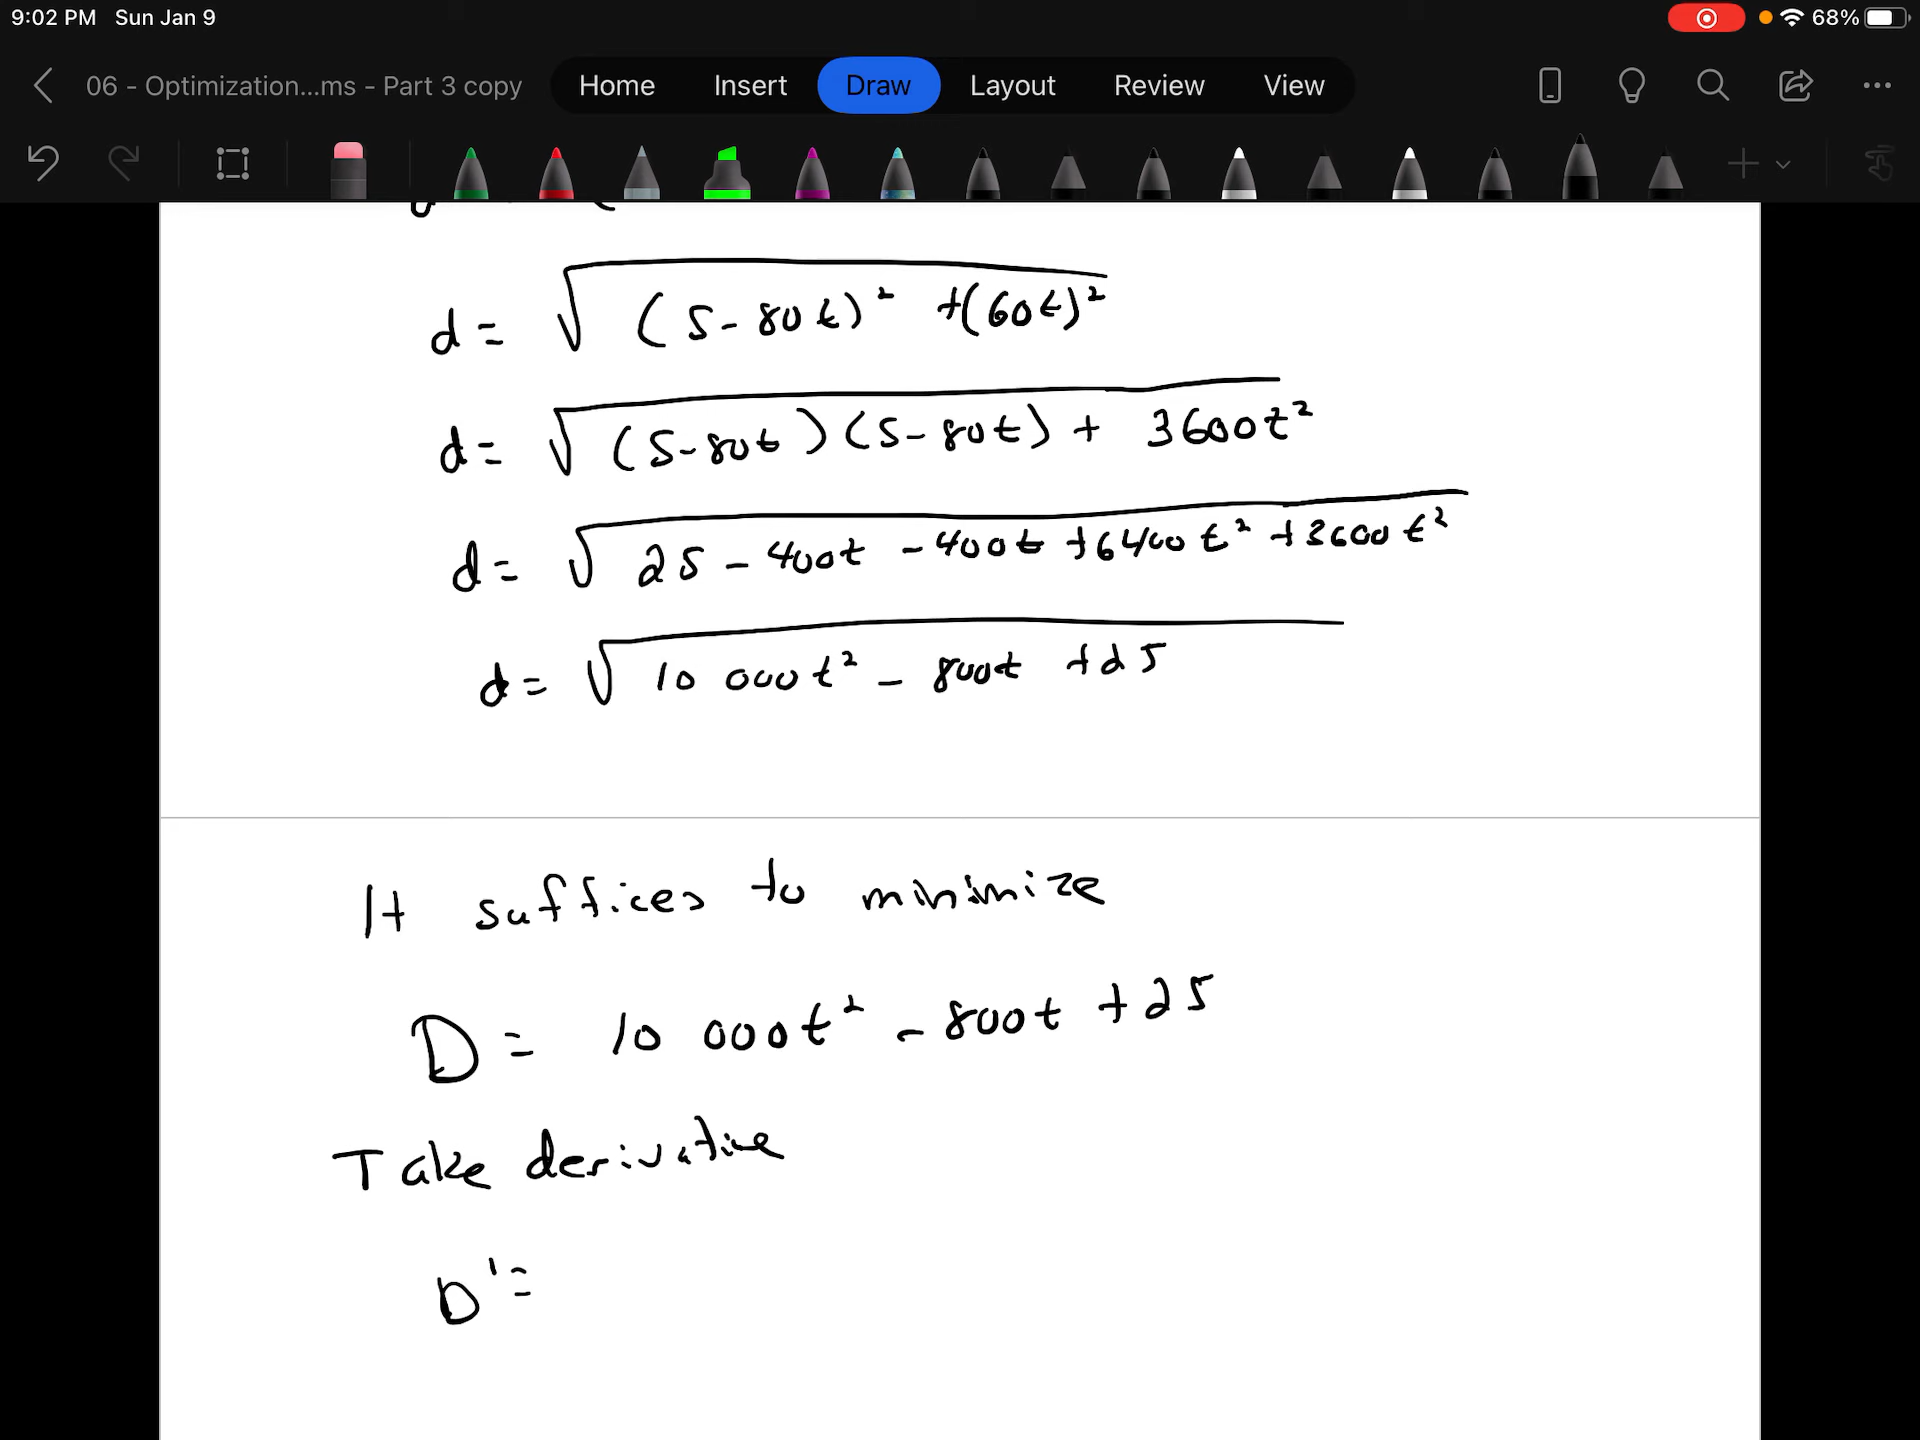 9:02 PM Sun Jan 9 68%
06 - Optimization...ms - Part 3 copy Home Insert Draw Layout Review View
d = √(5-80t)² +(60t)²
d = √(5-80t)(5-80t) + 3600t²
d = √25 - 400t - 400t +6400t² +3600t²
d = √10 000t² - 800t +25
It suffices to minimize
D = 10 000t² - 800t +25
Take derivative
D' =